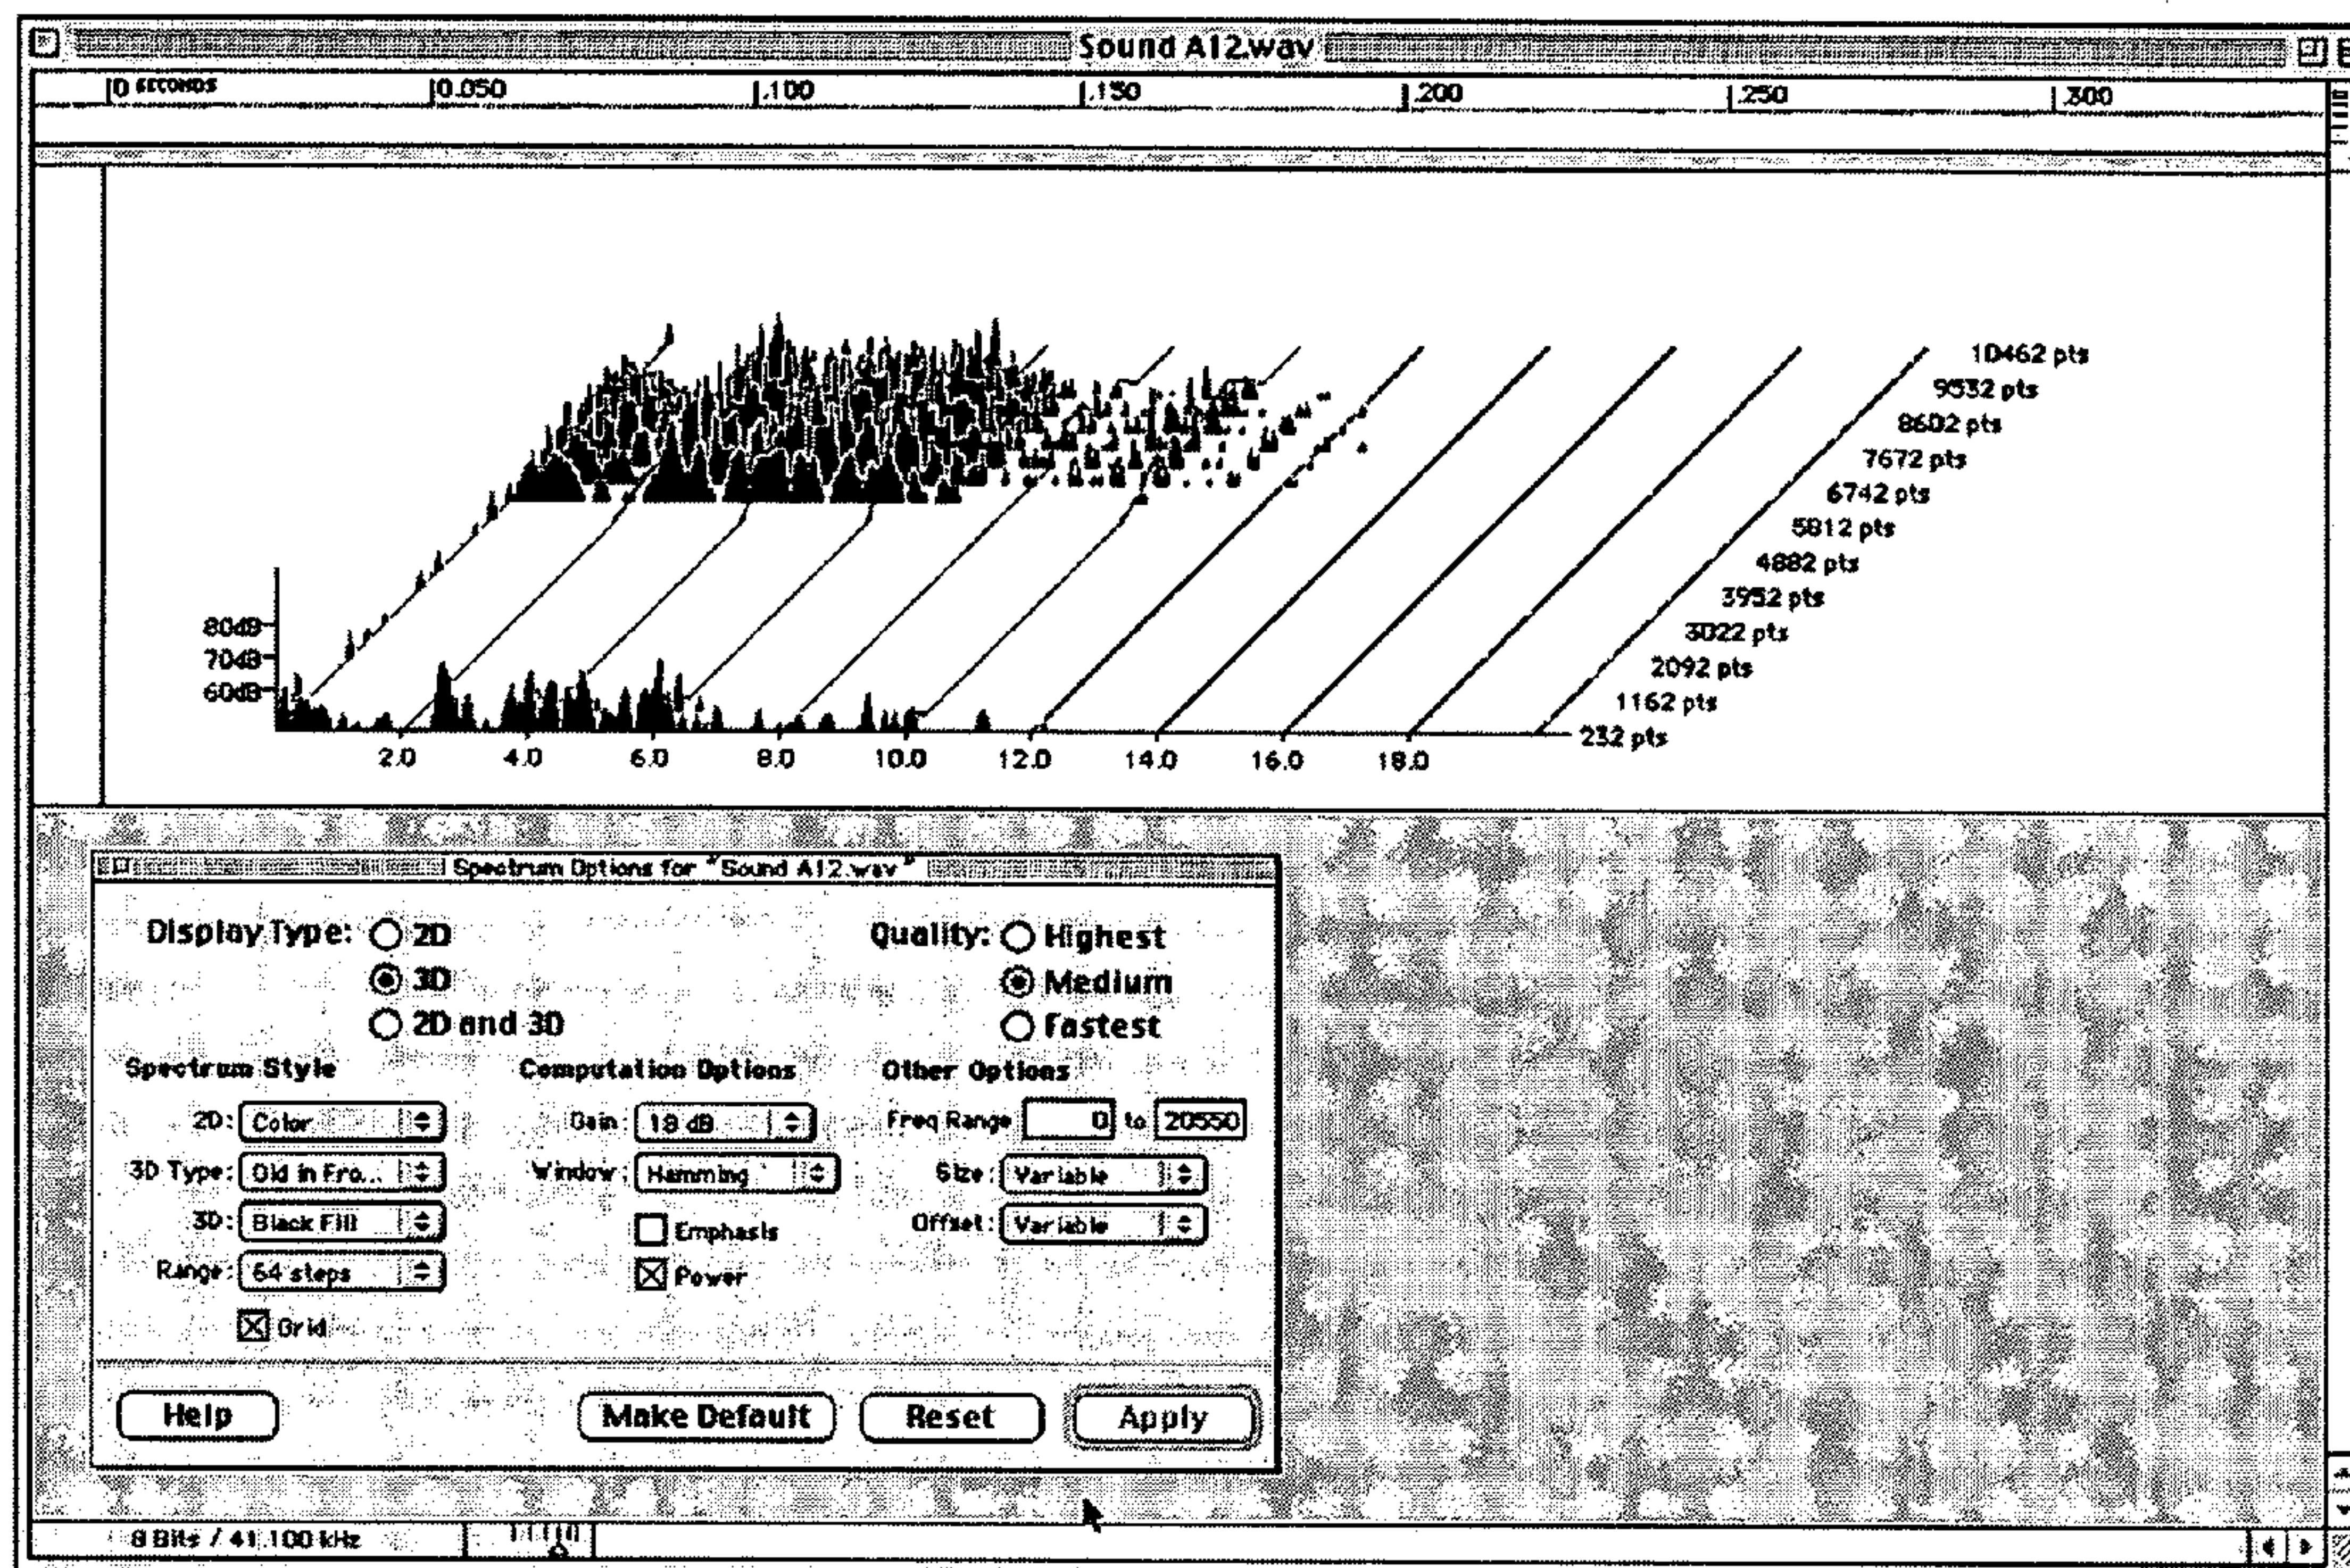 Sound A12.wav
0 SECONDS 0.050 .100 .150 .200 .250 .300
10462 pts
9532 pts
8602 pts
7672 pts
6742 pts
5812 pts
4882 pts
3952 pts
80dB
3022 pts
70dB
2092 pts
60dB
1162 pts
232 pts
2.0 4.0 6.0 8.0 10.0 12.0 14.0 16.0 18.0
Spectrum Options for "Sound A12.wav"
Display Type: 2D Quality: Highest
3D Medium
2D and 3D Fastest
Spectrum Style Computation Options Other Options
2D: Color Gain: 18 dB Freq Range 0 to 20550
3D Type: Old in Fro... Window: Hamming Size: Variable
3D: Black Fill Emphasis Offset: Variable
Range: 64 steps Power
Grid
Help Make Default Reset Apply
8 Bits / 41.100 kHz